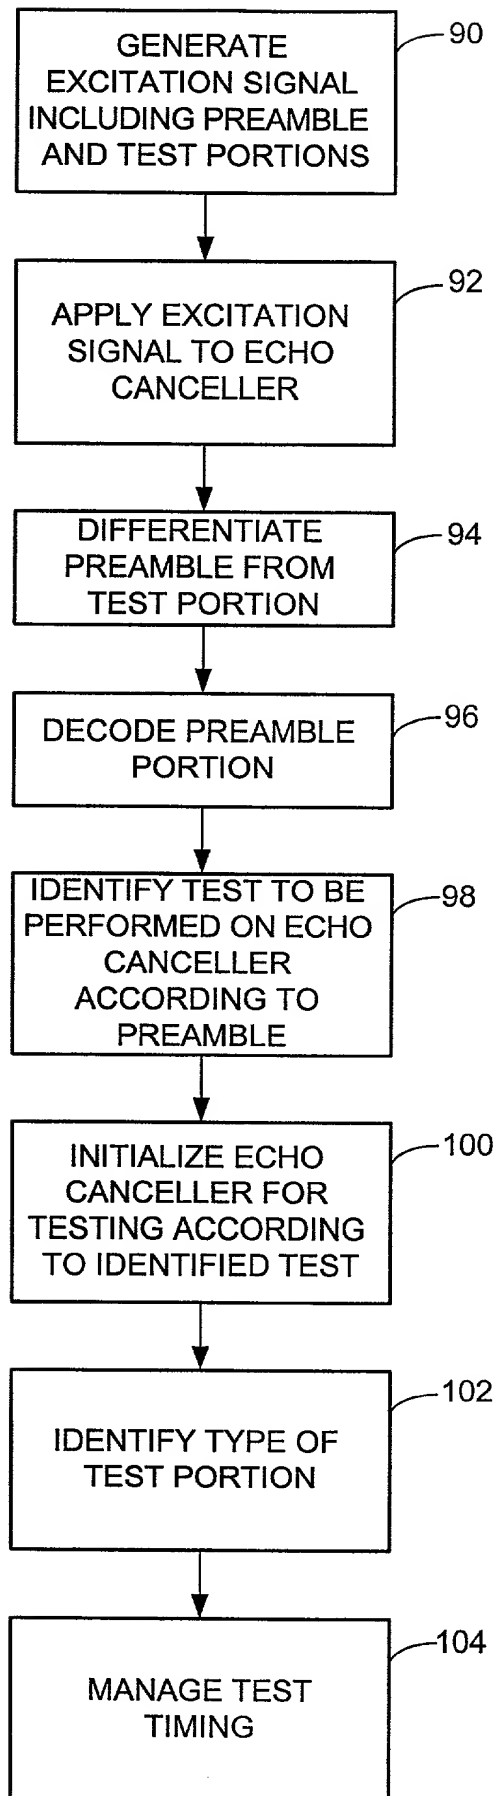 GENERATE
EXCITATION SIGNAL
INCLUDING PREAMBLE
AND TEST PORTIONS
90
APPLY EXCITATION
SIGNAL TO ECHO
CANCELLER
92
DIFFERENTIATE
PREAMBLE FROM
TEST PORTION
94
DECODE PREAMBLE
PORTION
96
IDENTIFY TEST TO BE
PERFORMED ON ECHO
CANCELLER
ACCORDING TO
PREAMBLE
98
INITIALIZE ECHO
CANCELLER FOR
TESTING ACCORDING
TO IDENTIFIED TEST
100
IDENTIFY TYPE OF
TEST PORTION
102
MANAGE TEST
TIMING
104